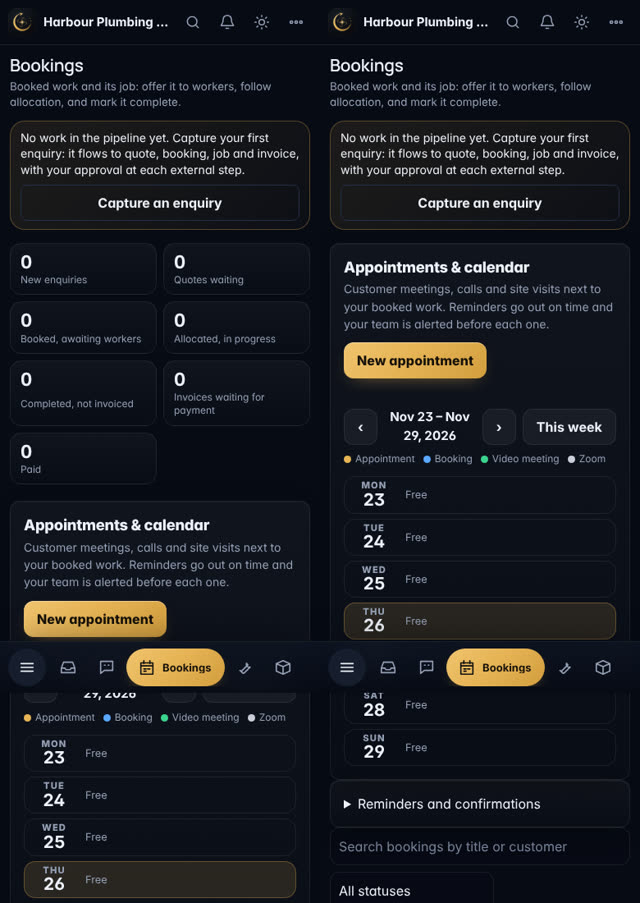 Harbour Plumbing ...
Bookings
Booked work and its job: offer it to workers, follow
allocation, and mark it complete.
No work in the pipeline yet. Capture your first
enquiry: it flows to quote, booking, job and invoice,
with your approval at each external step.
Capture an enquiry
0
New enquiries
0
Quotes waiting
0
Booked, awaiting workers
0
Allocated, in progress
0
Completed, not invoiced
0
Invoices waiting for
payment
0
Paid
Appointments & calendar
Customer meetings, calls and site visits next to
your booked work. Reminders go out on time and
your team is alerted before each one.
New appointment
Bookings
29, 2026
Appointment
Booking
Video meeting
Zoom
MON
23
Free
TUE
24
Free
WED
25
Free
THU
26
Free
Harbour Plumbing ...
Bookings
Booked work and its job: offer it to workers, follow
allocation, and mark it complete.
No work in the pipeline yet. Capture your first
enquiry: it flows to quote, booking, job and invoice,
with your approval at each external step.
Capture an enquiry
Appointments & calendar
Customer meetings, calls and site visits next to
your booked work. Reminders go out on time and
your team is alerted before each one.
New appointment
‹
Nov 23 – Nov
29, 2026
›
This week
Appointment
Booking
Video meeting
Zoom
MON
23
Free
TUE
24
Free
WED
25
Free
THU
26
Free
Bookings
SAT
28
Free
SUN
29
Free
Reminders and confirmations
Search bookings by title or customer
All statuses